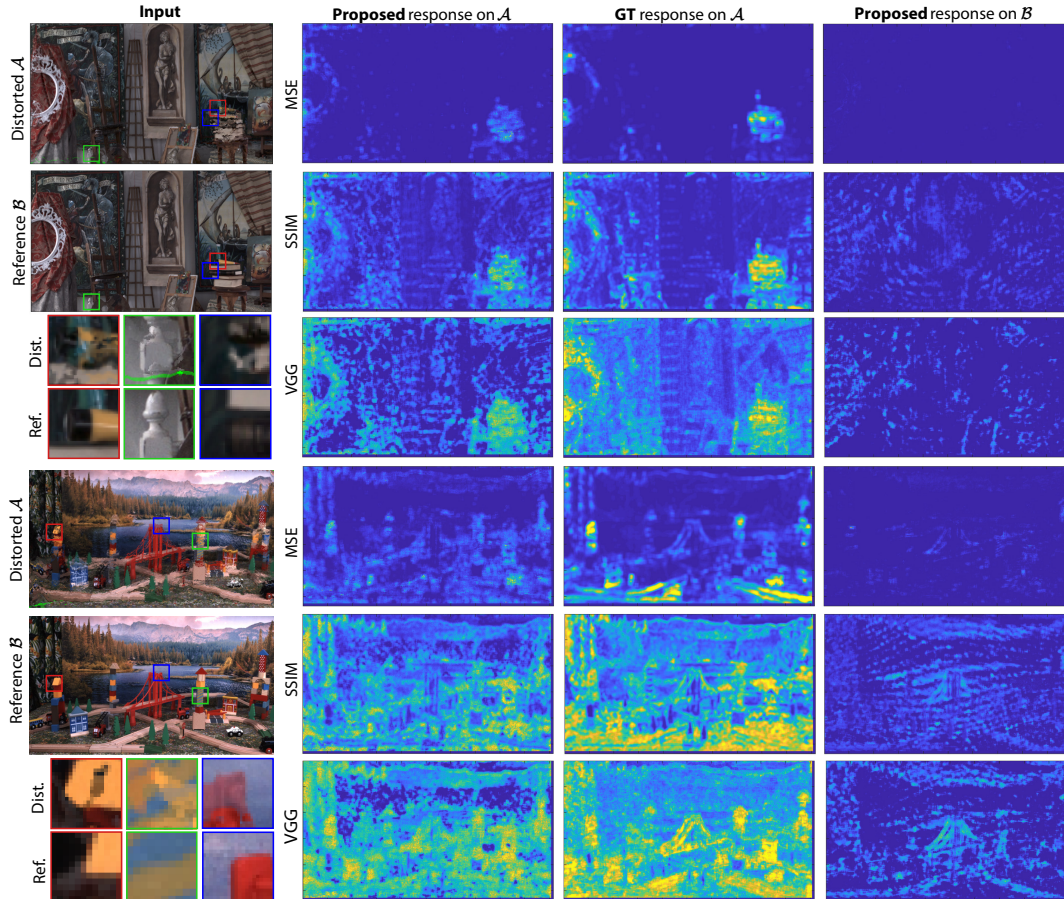 Input
Proposed response on 𝒜
GT response on 𝒜
Proposed response on ℬ
Distorted 𝒜
MSE
Reference ℬ
SSIM
Dist.
VGG
Ref.
Distorted 𝒜
MSE
Reference ℬ
SSIM
Dist.
VGG
Ref.